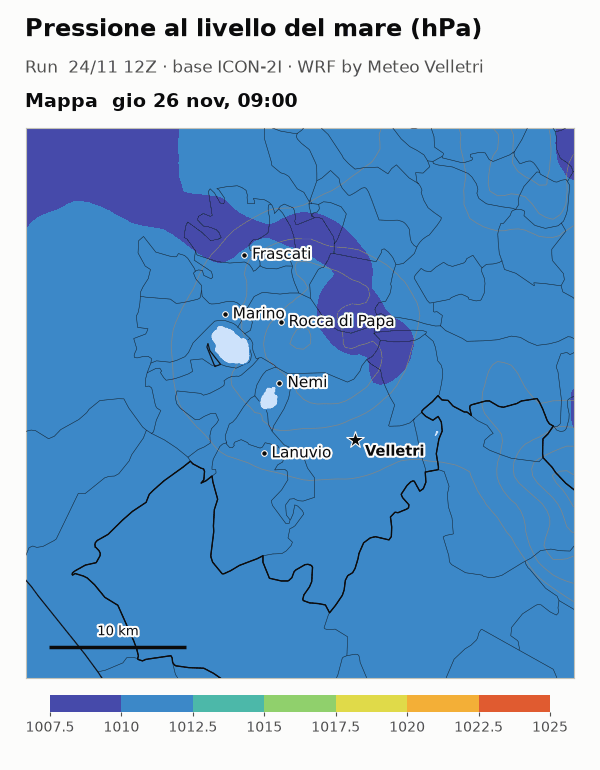 Pressione al livello del mare (hPa)
Run  24/11 12Z · base ICON-2I · WRF by Meteo Velletri
Mappa  gio 26 nov, 09:00
Frascati
Marino
Rocca di Papa
Nemi
Lanuvio
Velletri
10 km
1007.5 1010 1012.5 1015 1017.5 1020 1022.5 1025